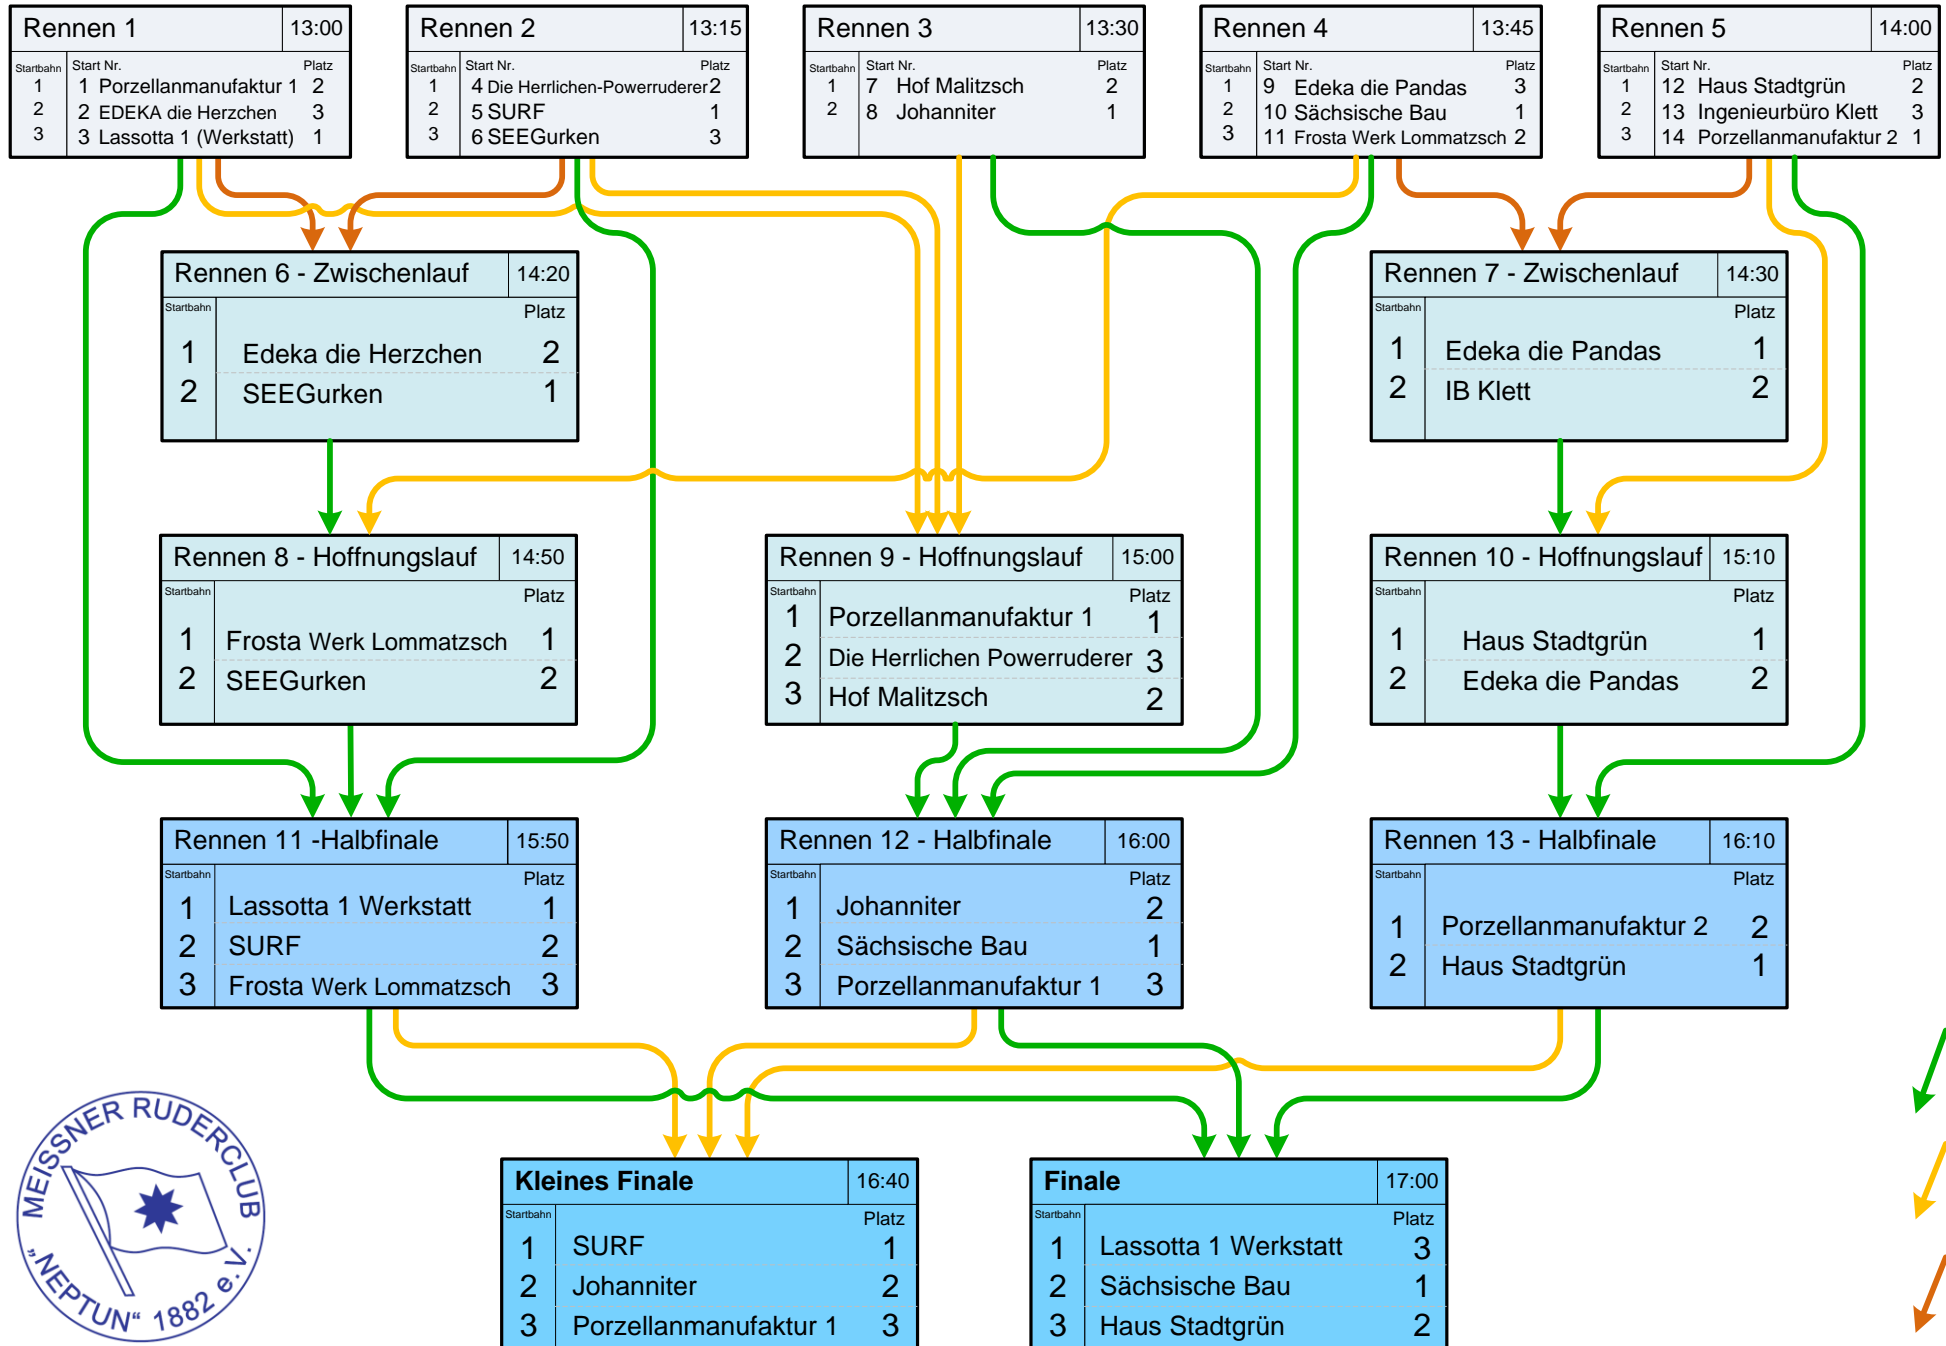 Rennen 1 13:00
Startbahn Start Nr. Platz
1 1 Porzellanmanufaktur 1 2
2 2 EDEKA die Herzchen 3
3 3 Lassotta 1 (Werkstatt) 1
Rennen 2 13:15
Startbahn Start Nr. Platz
1 4 Die Herrlichen-Powerruderer 2
2 5 SURF 1
3 6 SEEGurken 3
Rennen 3 13:30
Startbahn Start Nr. Platz
1 7 Hof Malitzsch 2
2 8 Johanniter 1
Rennen 4 13:45
Startbahn Start Nr. Platz
1 9 Edeka die Pandas 3
2 10 Sächsische Bau 1
3 11 Frosta Werk Lommatzsch 2
Rennen 5 14:00
Startbahn Start Nr. Platz
1 12 Haus Stadtgrün 2
2 13 Ingenieurbüro Klett 3
3 14 Porzellanmanufaktur 2 1
Rennen 6 - Zwischenlauf 14:20
Startbahn Platz
1 Edeka die Herzchen 2
2 SEEGurken 1
Rennen 7 - Zwischenlauf 14:30
Startbahn Platz
1 Edeka die Pandas 1
2 IB Klett 2
Rennen 8 - Hoffnungslauf 14:50
Startbahn Platz
1 Frosta Werk Lommatzsch 1
2 SEEGurken 2
Rennen 9 - Hoffnungslauf 15:00
Startbahn Platz
1 Porzellanmanufaktur 1 1
2 Die Herrlichen Powerruderer 3
3 Hof Malitzsch 2
Rennen 10 - Hoffnungslauf 15:10
Startbahn Platz
1 Haus Stadtgrün 1
2 Edeka die Pandas 2
Rennen 11 -Halbfinale 15:50
Startbahn Platz
1 Lassotta 1 Werkstatt 1
2 SURF 2
3 Frosta Werk Lommatzsch 3
Rennen 12 - Halbfinale 16:00
Startbahn Platz
1 Johanniter 2
2 Sächsische Bau 1
3 Porzellanmanufaktur 1 3
Rennen 13 - Halbfinale 16:10
Startbahn Platz
1 Porzellanmanufaktur 2 2
2 Haus Stadtgrün 1
MEISSNER RUDERCLUB
„NEPTUN“ 1882 e.V.
Kleines Finale 16:40
Startbahn Platz
1 SURF 1
2 Johanniter 2
3 Porzellanmanufaktur 1 3
Finale 17:00
Startbahn Platz
1 Lassotta 1 Werkstatt 3
2 Sächsische Bau 1
3 Haus Stadtgrün 2